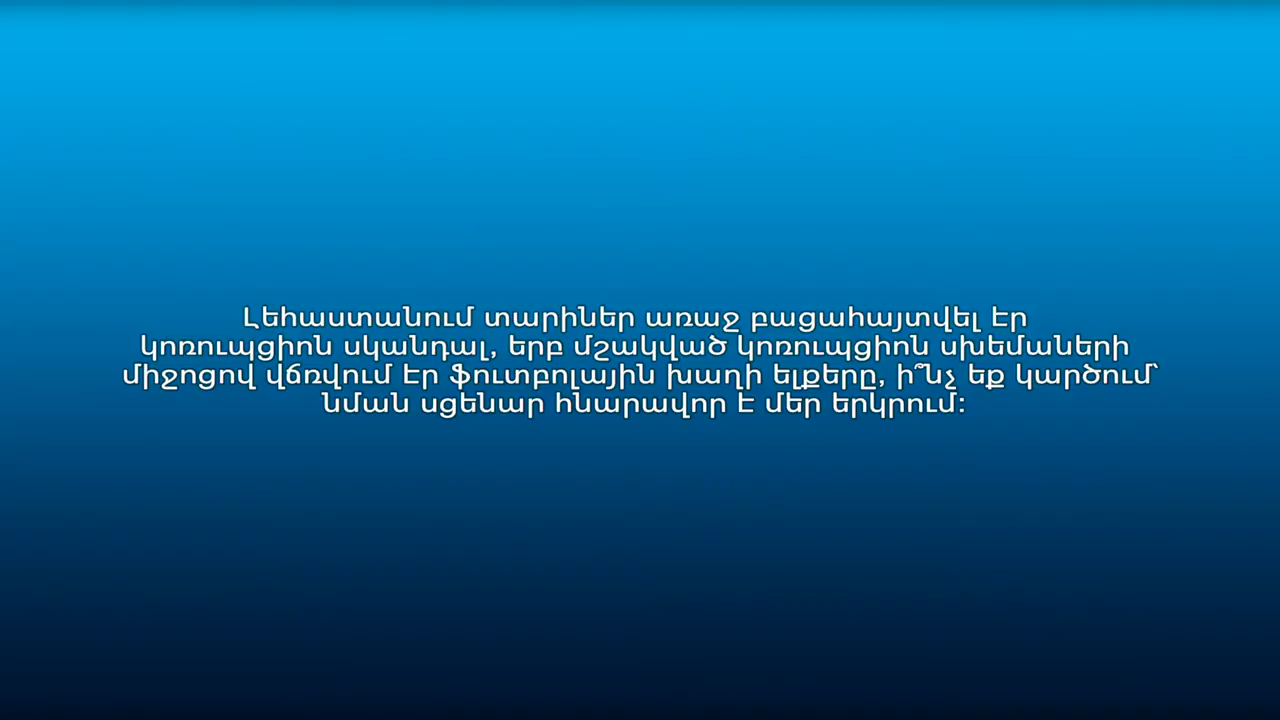 Լեհաստանում տարիներ առաջ բացահայտվել էր
կոռուպցիոն սկանդալ, երբ մշակված կոռուպցիոն սխեմաների
միջոցով վճռվում էր ֆուտբոլային խաղի ելքերը, ի՞նչ եք կարծում՝
նման սցենար հնարավոր է մեր երկրում: